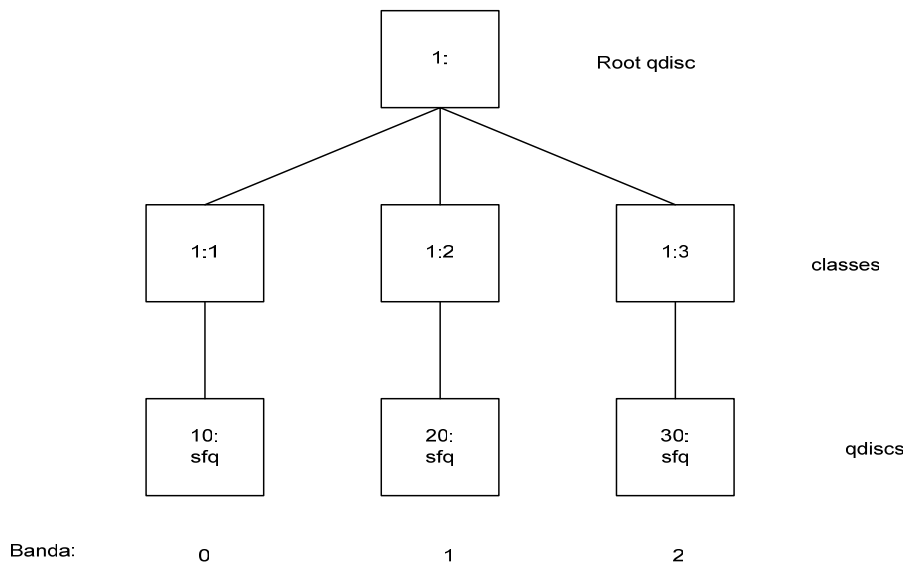 1:
Root qdisc
1:1
1:2
1:3
classes
10:
sfq
20:
sfq
30:
sfq
qdiscs
Banda:
0
1
2